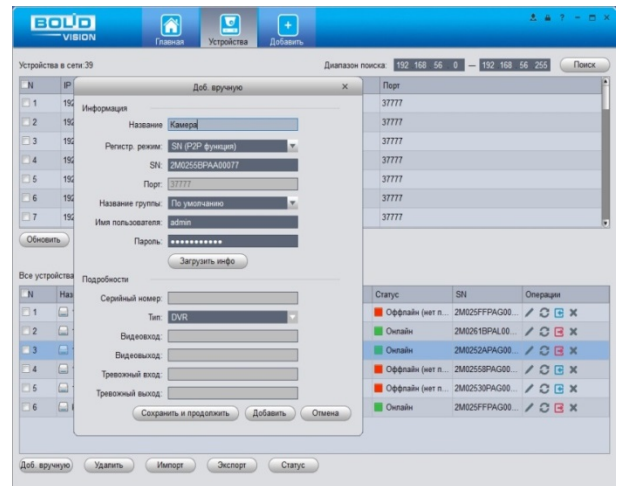 BOLID
VISION
Главная
Устройства
Добавить
Устройства в сети:39
Диапазон поиска: 192 168 56 0 — 192 168 56 255 Поиск
N IP Порт
1 192 37777
2 192 37777
3 192 37777
4 192 37777
5 192 37777
6 192 37777
7 192 37777
Обновить
Доб. вручную
Информация
Название Камера
Регистр. режим: SN (P2P функция)
SN: 2M0255BPAA00077
Порт: 37777
Название группы: По умолчанию
Имя пользователя: admin
Пароль:
Загрузить инфо
Подробности
Серийный номер:
Тип: DVR
Видеовход:
Видеовыход:
Тревожный вход:
Тревожный выход:
Сохранить и продолжить Добавить Отмена
Все устройства
N Наз Статус SN Операции
1 Оффлайн (нет п... 2M025FFPAG00...
2 Онлайн 2M0261BPAL00...
3 Онлайн 2M0252APAG00...
4 Оффлайн (нет п... 2M02558PAG00...
5 Оффлайн (нет п... 2M02530PAG00...
6 Онлайн 2M025FFPAG00...
Доб. вручную Удалить Импорт Экспорт Статус